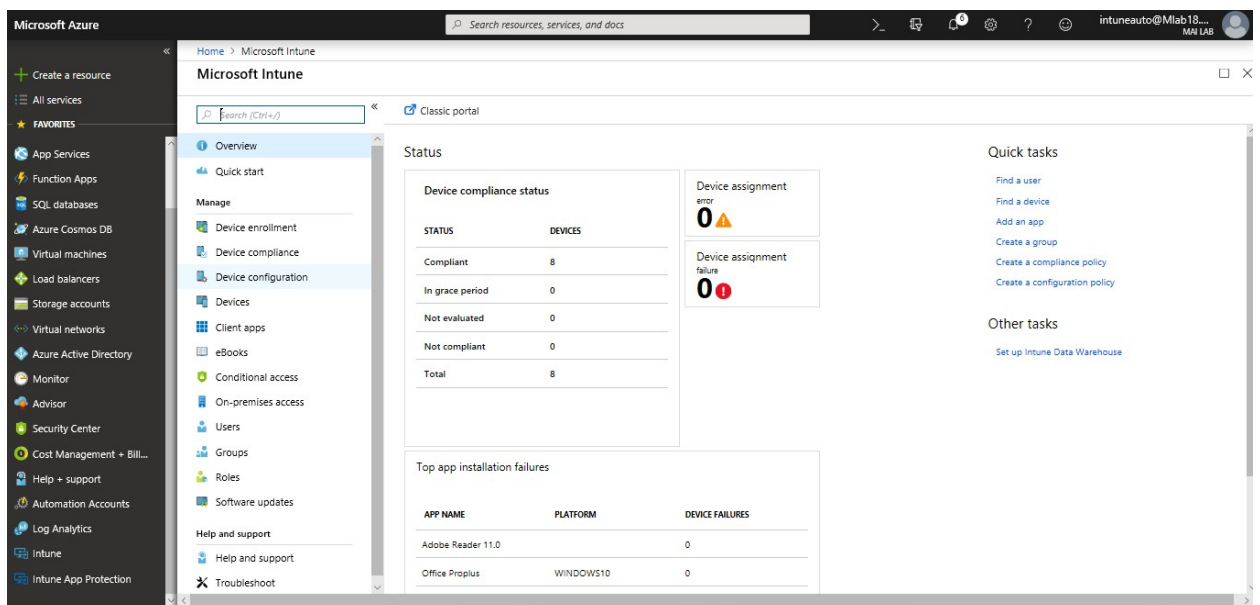 Microsoft Azure
Search resources, services, and docs
6
intuneauto@Mlab18....
MAI LAB
Create a resource
All services
FAVORITES
App Services
Function Apps
SQL databases
Azure Cosmos DB
Virtual machines
Load balancers
Storage accounts
Virtual networks
Azure Active Directory
Monitor
Advisor
Security Center
Cost Management + Bill...
Help + support
Automation Accounts
Log Analytics
Intune
Intune App Protection
Home > Microsoft Intune
Microsoft Intune
Search (Ctrl+/)
Overview
Quick start
Manage
Device enrollment
Device compliance
Device configuration
Devices
Client apps
eBooks
Conditional access
On-premises access
Users
Groups
Roles
Software updates
Help and support
Help and support
Troubleshoot
Classic portal
Status
Device compliance status
STATUS DEVICES
Compliant 8
In grace period 0
Not evaluated 0
Not compliant 0
Total 8
Device assignment
error
0
Device assignment
failure
0
Top app installation failures
APP NAME PLATFORM DEVICE FAILURES
Adobe Reader 11.0 0
Office Proplus WINDOWS10 0
Quick tasks
Find a user
Find a device
Add an app
Create a group
Create a compliance policy
Create a configuration policy
Other tasks
Set up Intune Data Warehouse